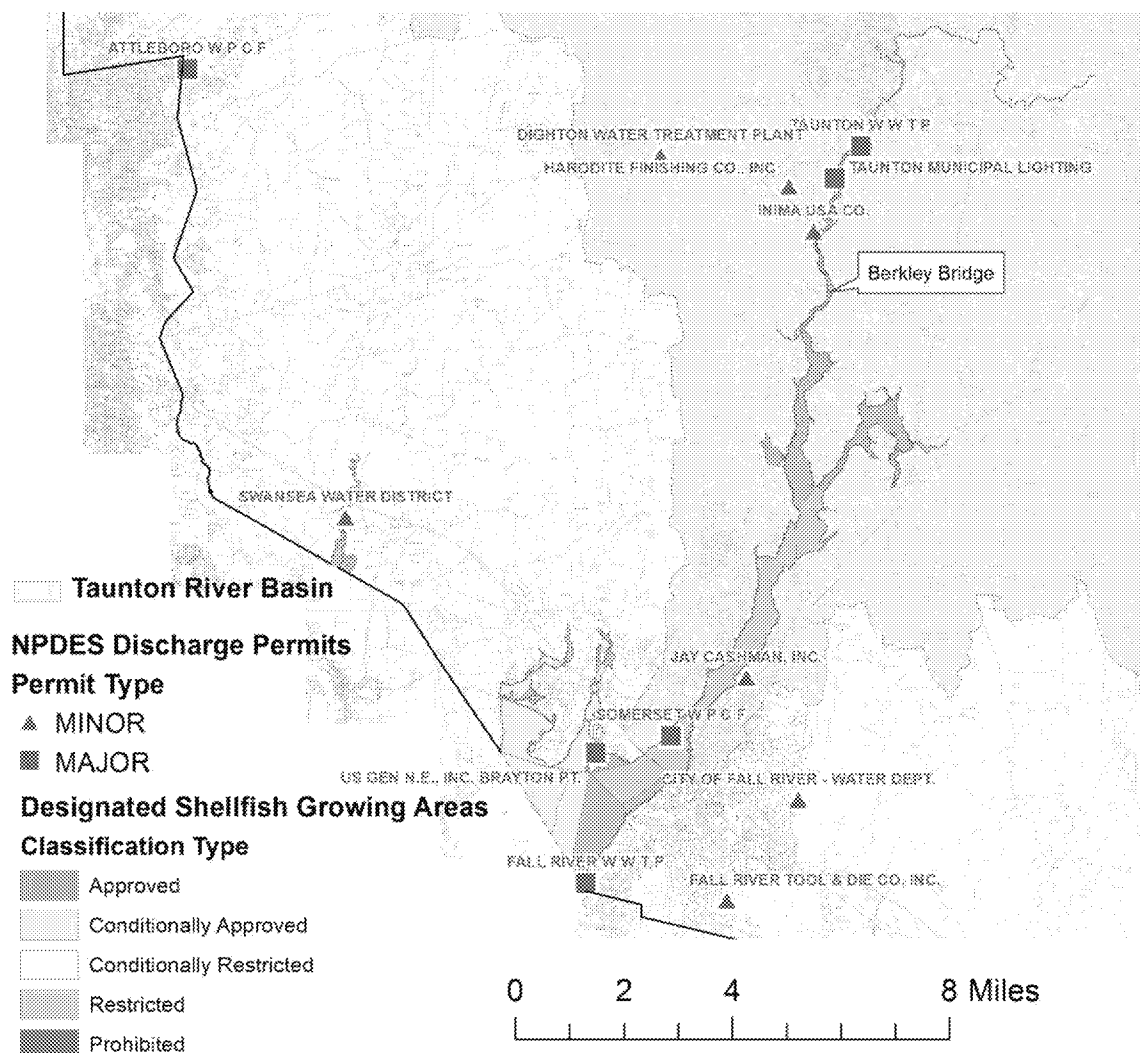 ATTLEBORO W P C F
TAUNTON W W T P
DIGHTON WATER TREATMENT PLANT
HARODITE FINISHING CO., INC
TAUNTON MUNICIPAL LIGHTING
INIMA USA CO.
Berkley Bridge
SWANSEA WATER DISTRICT
Taunton River Basin
NPDES Discharge Permits
Permit Type
MINOR
MAJOR
JAY CASHMAN, INC.
SOMERSET W P C F
US GEN N.E., INC. BRAYTON PT.
CITY OF FALL RIVER - WATER DEPT.
Designated Shellfish Growing Areas
Classification Type
FALL RIVER W W T P
FALL RIVER TOOL & DIE CO, INC.
Approved
Conditionally Approved
Conditionally Restricted
Restricted
Prohibited
0 2 4 8 Miles